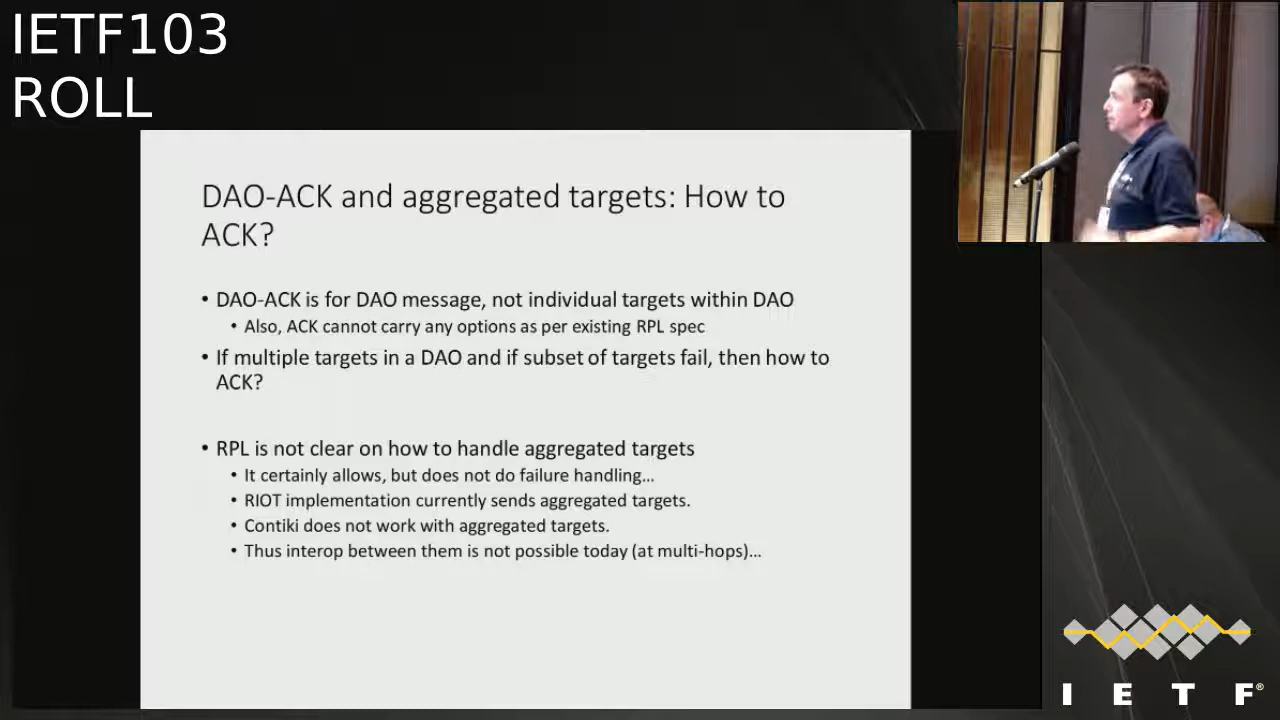 IETF103
ROLL
DAO-ACK and aggregated targets: How to
ACK?
• DAO-ACK is for DAO message, not individual targets within DAO
• Also, ACK cannot carry any options as per existing RPL spec
• If multiple targets in a DAO and if subset of targets fail, then how to
ACK?
• RPL is not clear on how to handle aggregated targets
• It certainly allows, but does not do failure handling…
• RIOT implementation currently sends aggregated targets.
• Contiki does not work with aggregated targets.
• Thus interop between them is not possible today (at multi-hops)…
I E T F®